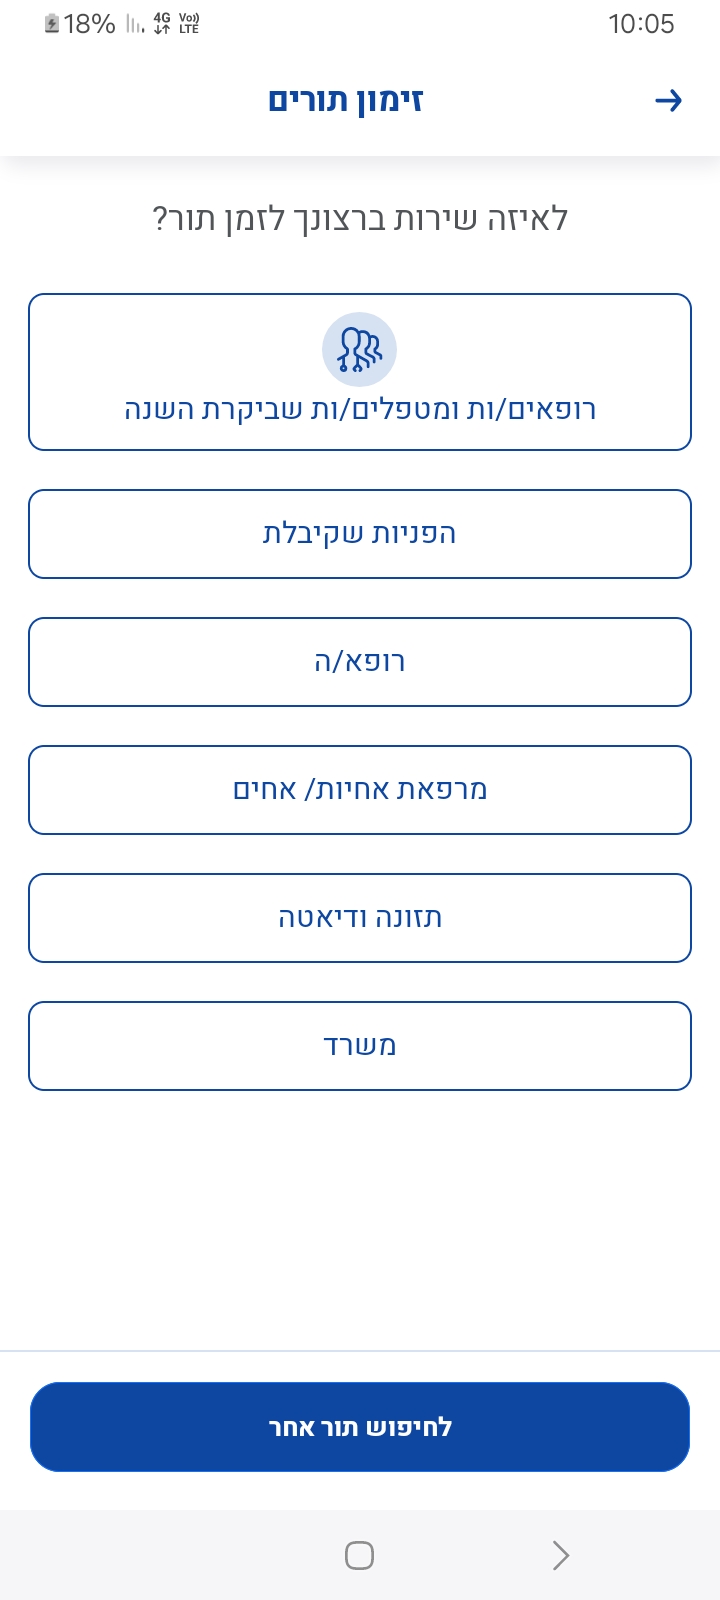 18% 4G Vo)) LTE 10:05
זימון תורים
לאיזה שירות ברצונך לזמן תור?
רופאים/ות ומטפלים/ות שביקרת השנה
הפניות שקיבלת
רופא/ה
מרפאת אחיות/ אחים
תזונה ודיאטה
משרד
לחיפוש תור אחר